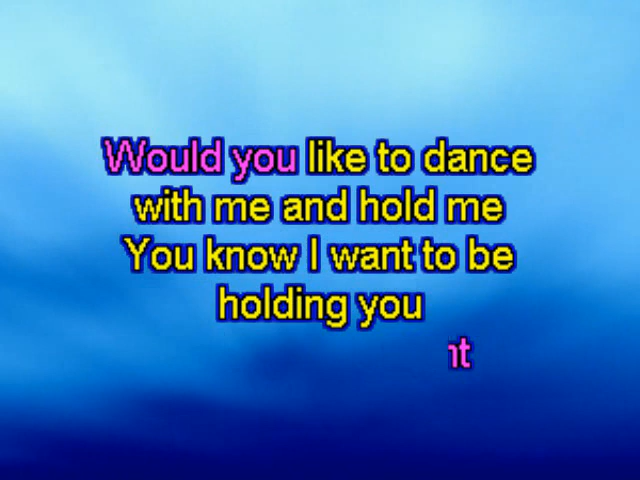 Would you like to dance
with me and hold me
You know I want to be
holding you